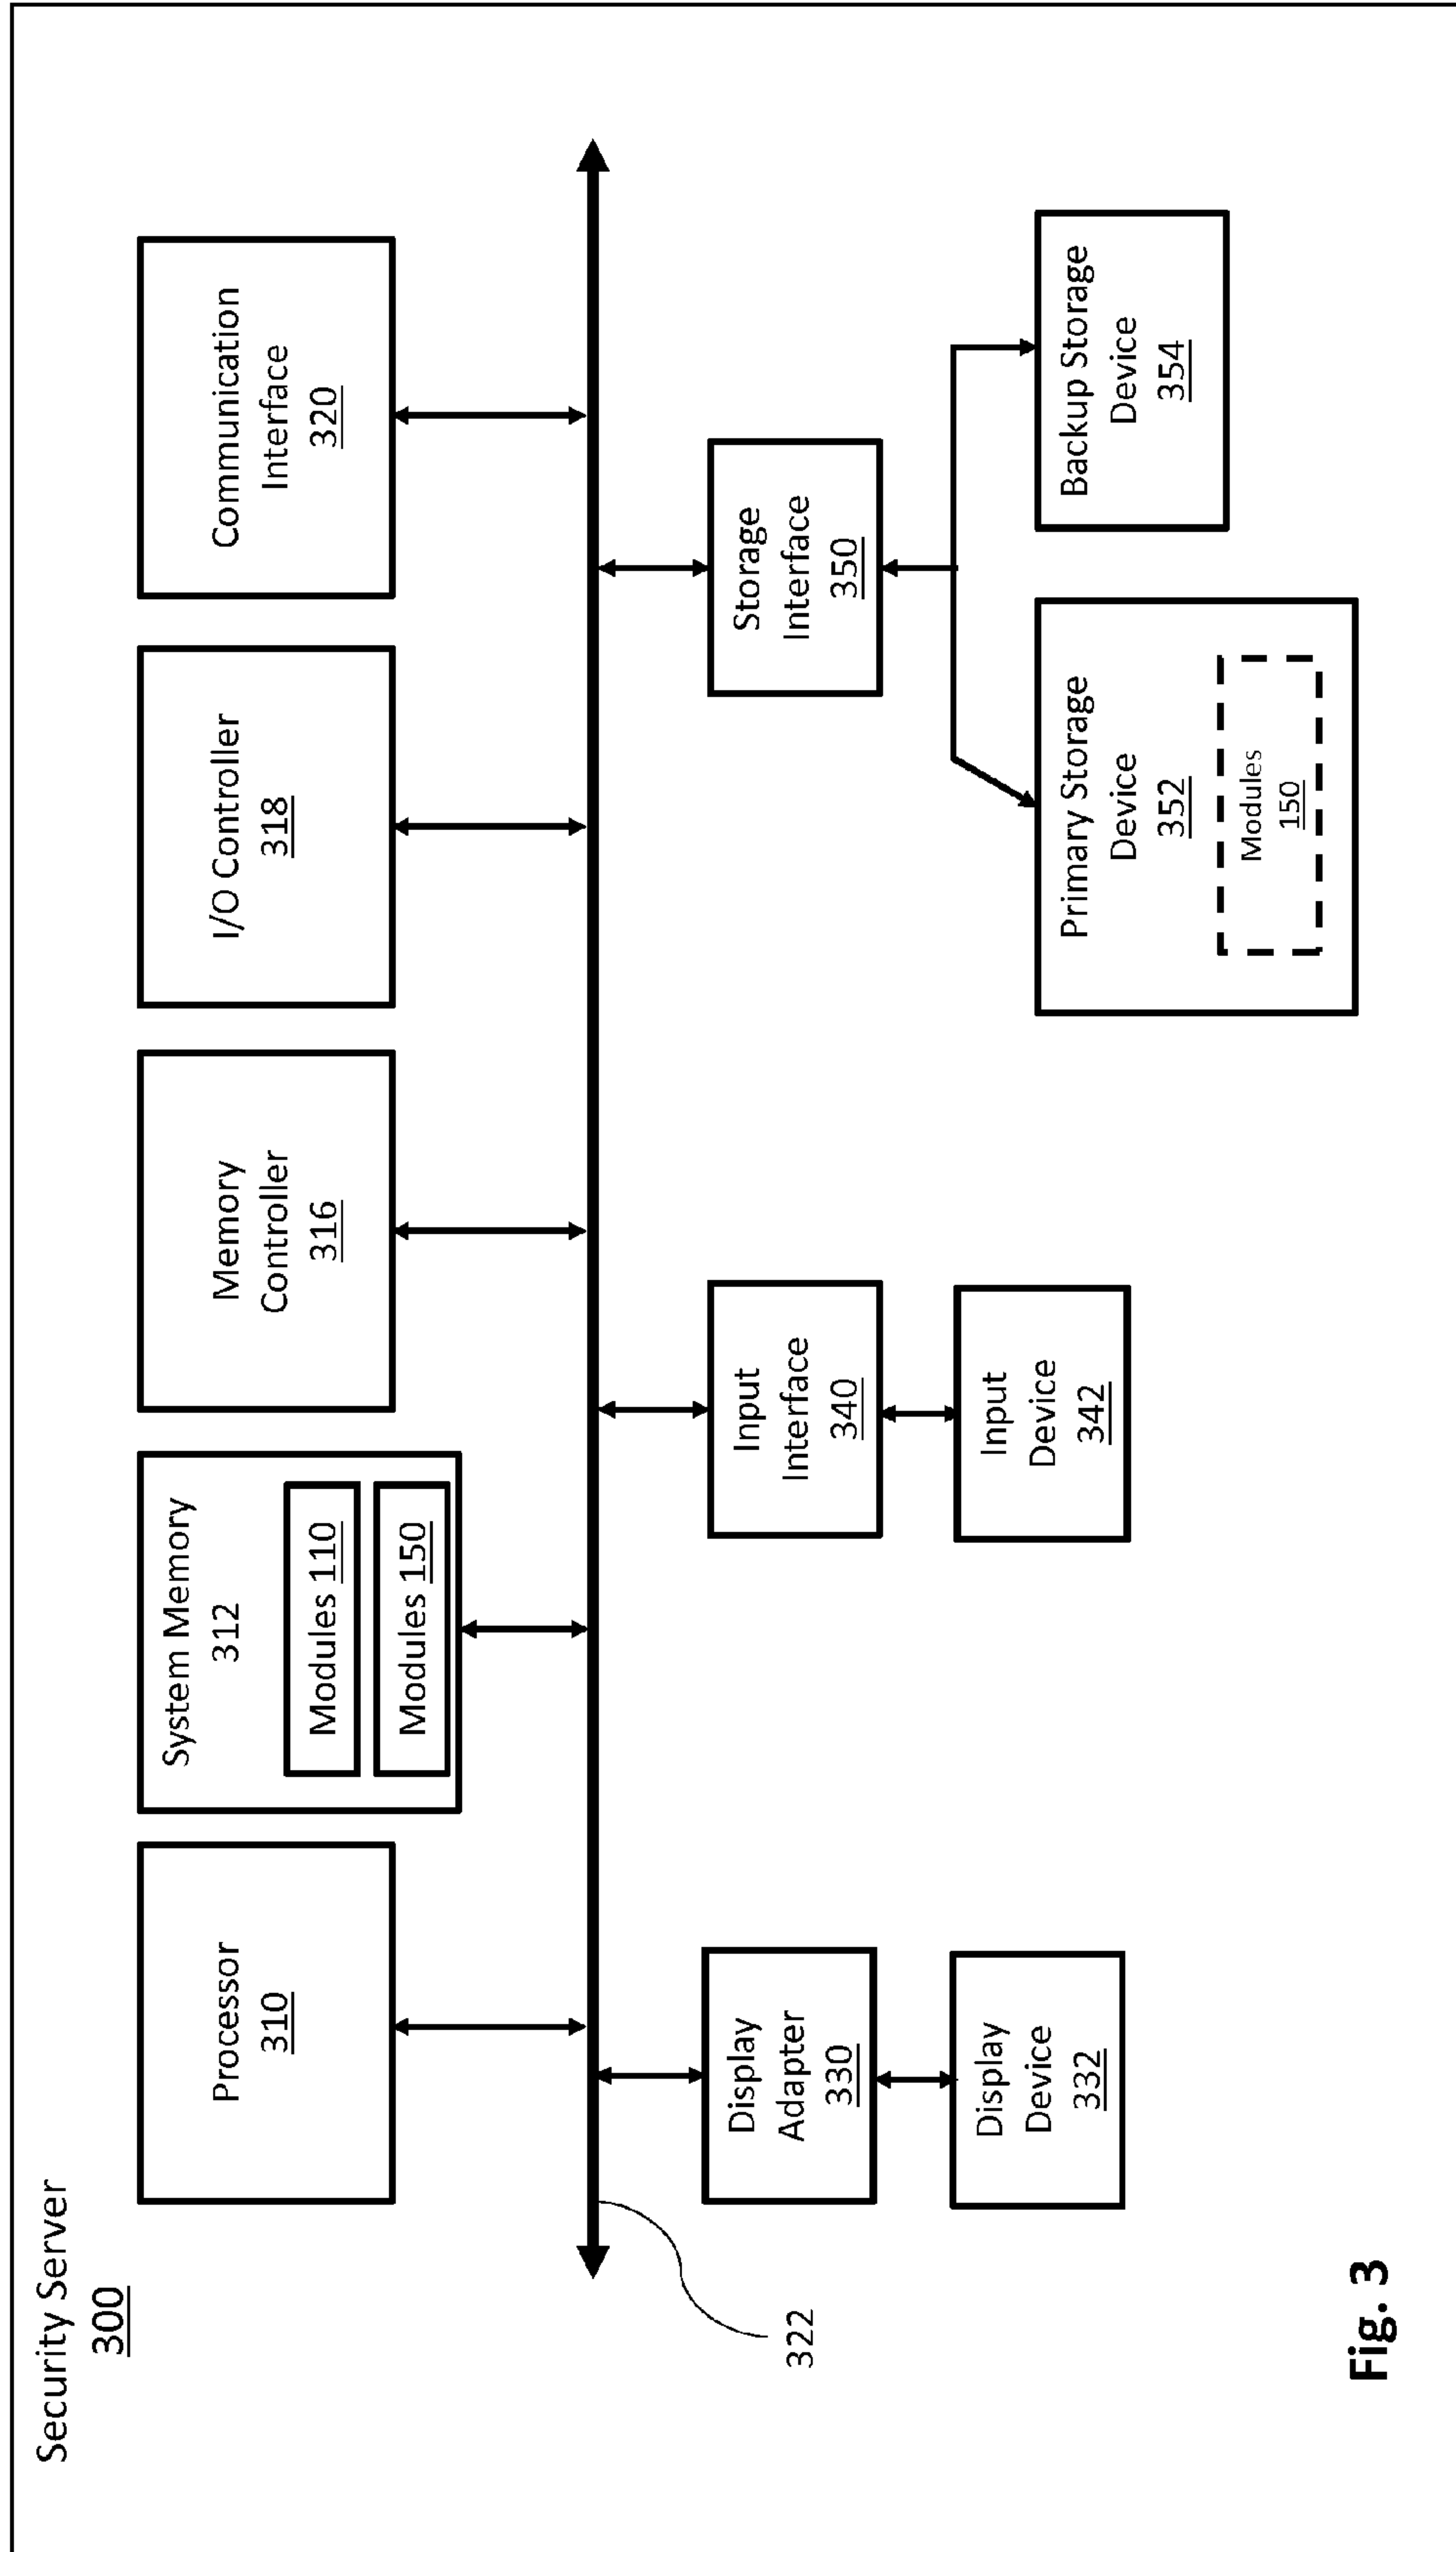 Security Server
300
Processor
310
System Memory
312
Modules 110
Modules 150
Memory
Controller
316
I/O Controller
318
Communication
Interface
320
322
Display
Adapter
330
Display
Device
332
Input
Interface
340
Input
Device
342
Storage
Interface
350
Primary Storage
Device
352
Modules
150
Backup Storage
Device
354
Fig. 3